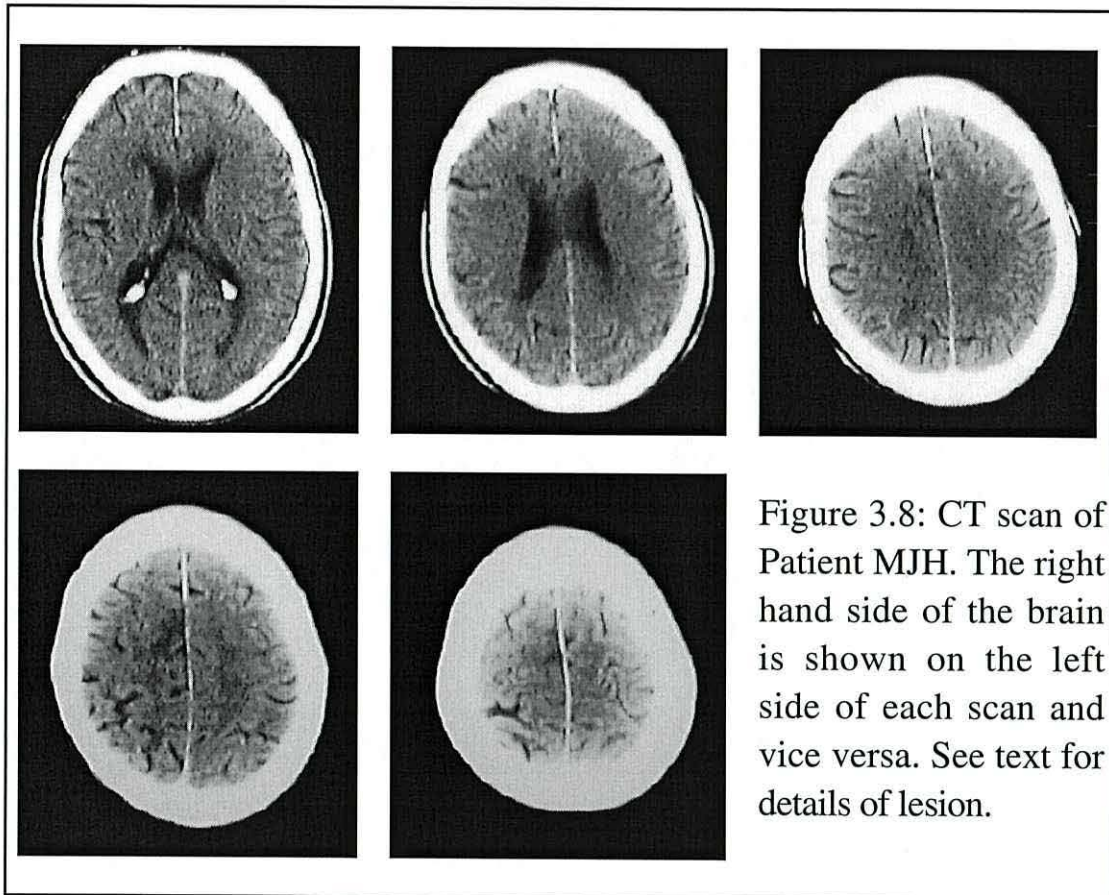 Figure 3.8: CT scan of
Patient MJH. The right
hand side of the brain
is shown on the left
side of each scan and
vice versa. See text for
details of lesion.